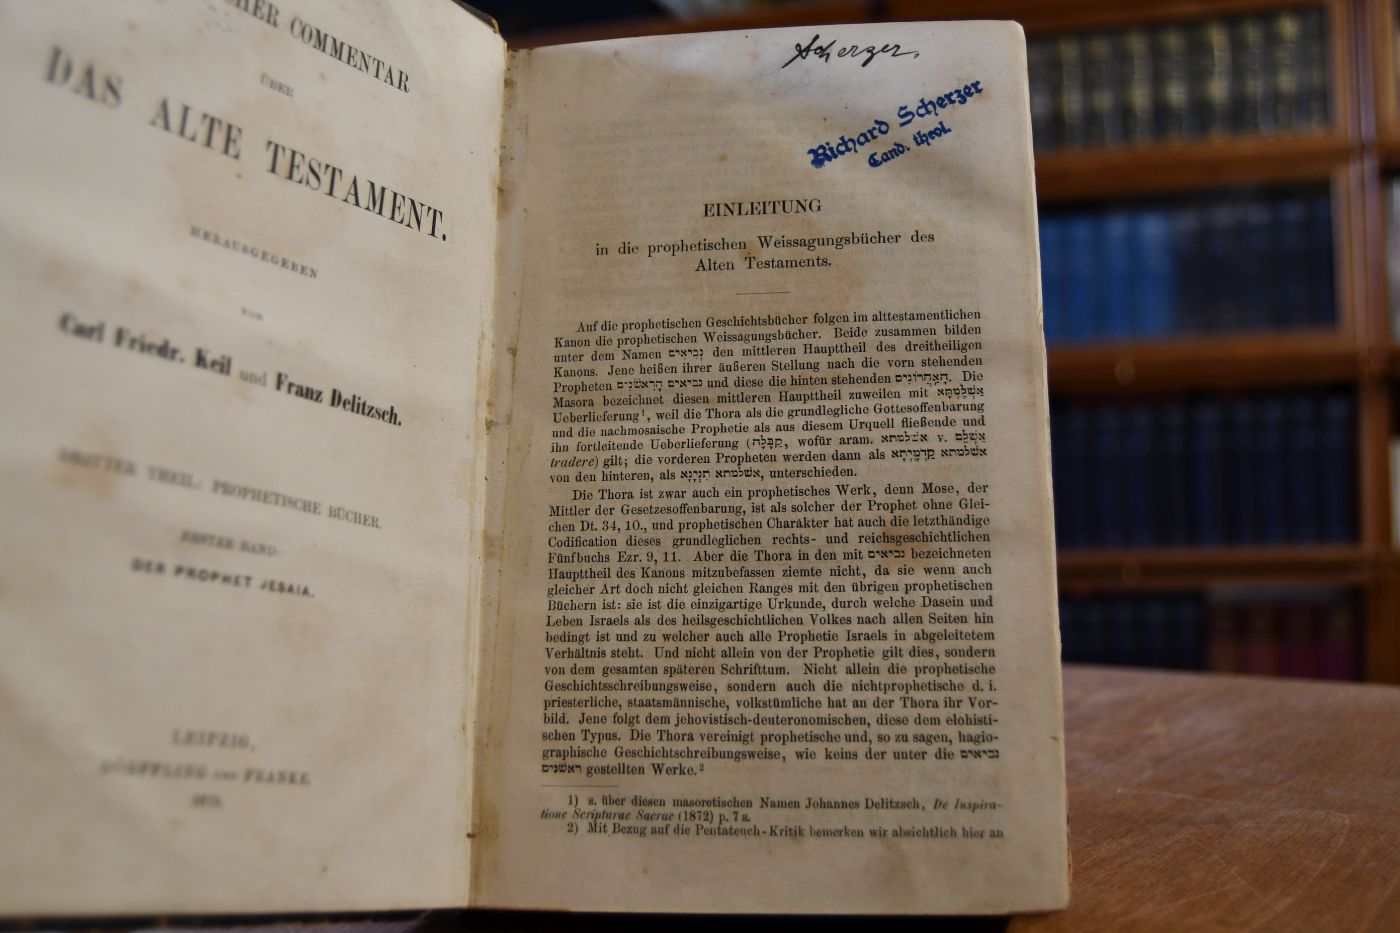 COMMENTAR
ÜBER
DAS ALTE TESTAMENT.
HERAUSGEGEBEN
VON
Carl Friedr. Keil und Franz Delitzsch.
DRITTER THEIL: PROPHETISCHE BÜCHER.
ERSTER BAND:
DER PROPHET JESAIA.
LEIPZIG,
DÖRFFLING UND FRANKE.
Scherzer.
Richard Scherzer
Cand. theol.
EINLEITUNG
in die prophetischen Weissagungsbücher des
Alten Testaments.
Auf die prophetischen Geschichtsbücher folgen im alttestamentlichen
Kanon die prophetischen Weissagungsbücher. Beide zusammen bilden
unter dem Namen נְבִיאִים den mittleren Haupttheil des dreitheiligen
Kanons. Jene heißen ihrer äußeren Stellung nach die vorn stehenden
Propheten נביאים הָרִאשׁנִים und diese die hinten stehenden הָאַחֲרוֹנִים. Die
Masora bezeichnet diesen mittleren Haupttheil zuweilen mit אַשְׁלֶמְתָּא
Ueberlieferung¹, weil die Thora als die grundlegliche Gottesoffenbarung
und die nachmosaische Prophetie als aus diesem Urquell fließende und
ihn fortleitende Ueberlieferung (קַבָּלָה, wofür aram. אשלמתא v. אַשְׁלֵם
tradere) gilt; die vorderen Propheten werden dann als אשלמתא קַדְמָיְתָא
von den hinteren, als אשלמתא תִּנְיָנָא, unterschieden.
Die Thora ist zwar auch ein prophetisches Werk, denn Mose, der
Mittler der Gesetzesoffenbarung, ist als solcher der Prophet ohne Glei-
chen Dt. 34, 10., und prophetischen Charakter hat auch die letzthändige
Codification dieses grundleglichen rechts- und reichsgeschichtlichen
Fünfbuchs Ezr. 9, 11. Aber die Thora in den mit נביאים bezeichneten
Haupttheil des Kanons mitzubefassen ziemte nicht, da sie wenn auch
gleicher Art doch nicht gleichen Ranges mit den übrigen prophetischen
Büchern ist: sie ist die einzigartige Urkunde, durch welche Dasein und
Leben Israels als des heilsgeschichtlichen Volkes nach allen Seiten hin
bedingt ist und zu welcher auch alle Prophetie Israels in abgeleitetem
Verhältnis steht. Und nicht allein von der Prophetie gilt dies, sondern
von dem gesamten späteren Schrifttum. Nicht allein die prophetische
Geschichtsschreibungsweise, sondern auch die nichtprophetische d. i.
priesterliche, staatsmännische, volkstümliche hat an der Thora ihr Vor-
bild. Jene folgt dem jehovistisch-deuteronomischen, diese dem elohisti-
schen Typus. Die Thora vereinigt prophetische und, so zu sagen, hagio-
graphische Geschichtschreibungsweise, wie keins der unter die נביאים
ראשׁנים gestellten Werke.²
1) s. über diesen masoretischen Namen Johannes Delitzsch, De Inspira-
tione Scripturae Sacrae (1872) p. 7 s.
2) Mit Bezug auf die Pentateuch-Kritik bemerken wir absichtlich hier an